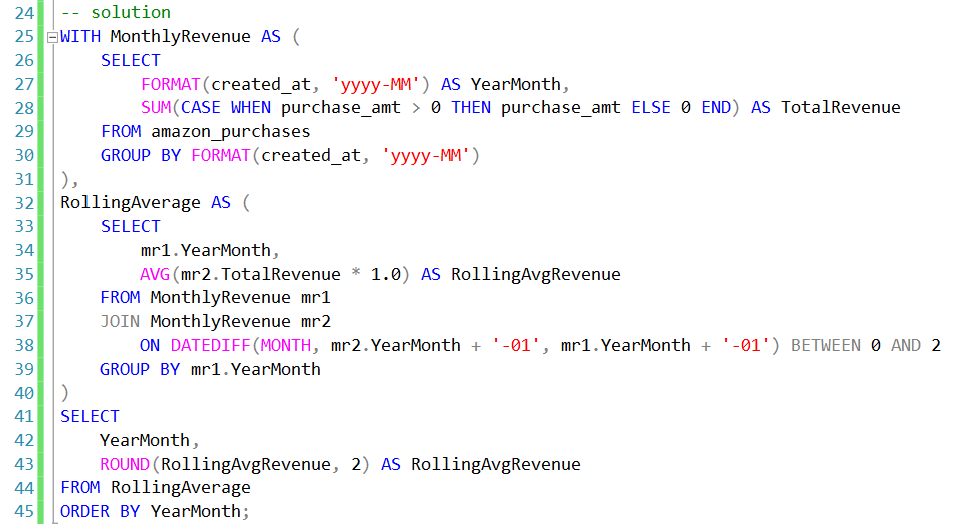 24 -- solution
25 WITH MonthlyRevenue AS (
26 SELECT
27 FORMAT(created_at, 'yyyy-MM') AS YearMonth,
28 SUM(CASE WHEN purchase_amt > 0 THEN purchase_amt ELSE 0 END) AS TotalRevenue
29 FROM amazon_purchases
30 GROUP BY FORMAT(created_at, 'yyyy-MM')
31 ),
32 RollingAverage AS (
33 SELECT
34 mr1.YearMonth,
35 AVG(mr2.TotalRevenue * 1.0) AS RollingAvgRevenue
36 FROM MonthlyRevenue mr1
37 JOIN MonthlyRevenue mr2
38 ON DATEDIFF(MONTH, mr2.YearMonth + '-01', mr1.YearMonth + '-01') BETWEEN 0 AND 2
39 GROUP BY mr1.YearMonth
40 )
41 SELECT
42 YearMonth,
43 ROUND(RollingAvgRevenue, 2) AS RollingAvgRevenue
44 FROM RollingAverage
45 ORDER BY YearMonth;